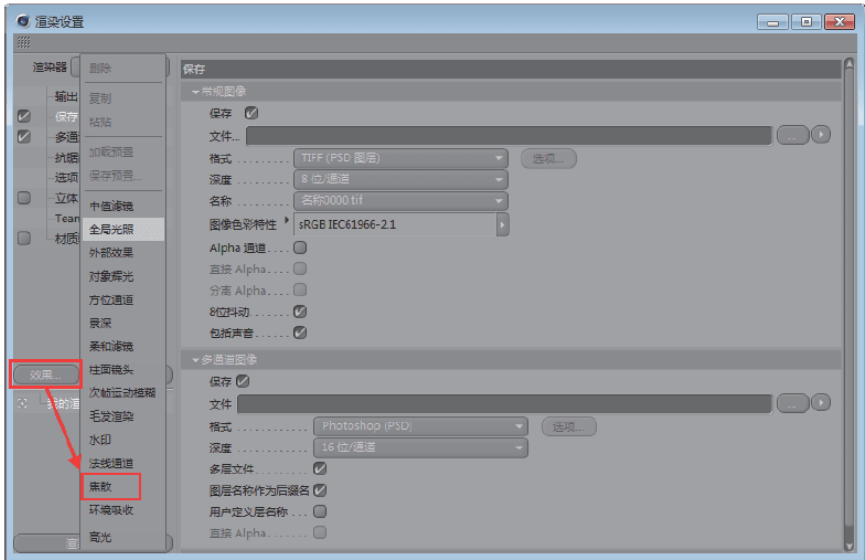 渲染设置
渲染器
输出
保存
多通
抗锯
选项
立体
Team
材质
效果...
我的渲
渲
删除
复制
粘贴
加载预置
保存预置...
中值滤镜
全局光照
外部效果
对象辉光
方位通道
景深
柔和滤镜
柱面镜头
次帧运动模糊
毛发渲染
水印
法线通道
焦散
环境吸收
高光
保存
常规图像
保存
文件... ...
格式......... TIFF (PSD 图层) 选项...
深度......... 8 位/通道
名称......... 名称0000.tif
图像色彩特性 sRGB IEC61966-2.1
Alpha 通道....
直接 Alpha....
分离 Alpha....
8位抖动.......
包括声音......
多通道图像
保存
文件 ...
格式............ Photoshop (PSD) 选项...
深度............ 16 位/通道
多层文件........
图层名称作为后缀名
用户定义层名称...
直接 Alpha.......